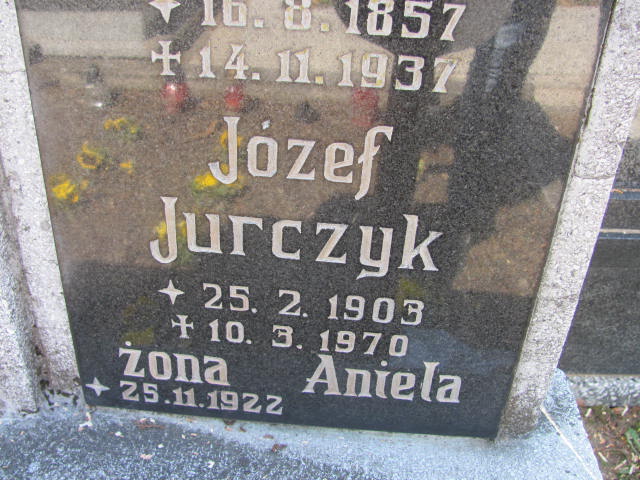 ✦ 16.8.1857
✝ 14.11.1937
Józef
Jurczyk
✦ 25. 2. 1903
✝ 10. 3. 1970
żona Aniela
✦ 25.11.1922